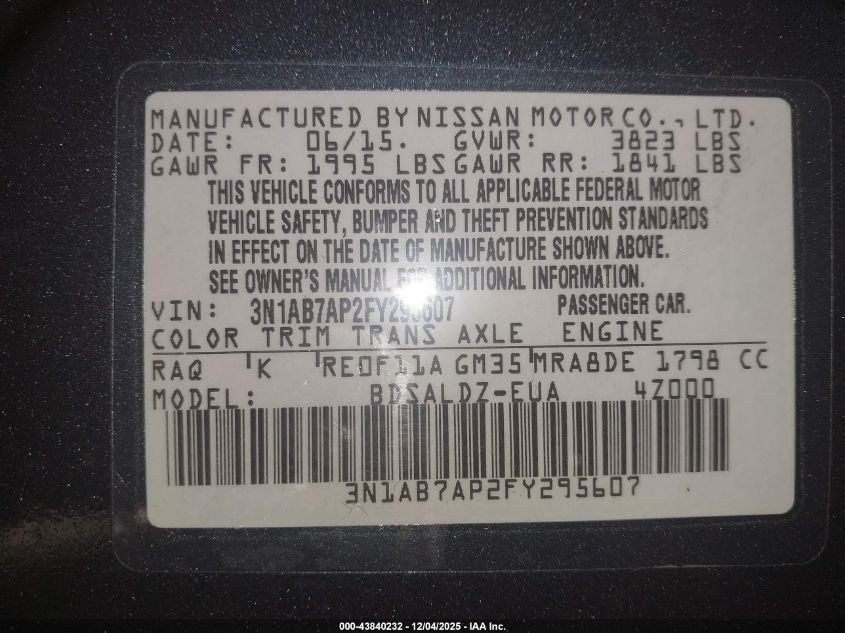 MANUFACTURED BY NISSAN MOTOR CO., LTD.
DATE: 06/15. GVWR: 3823 LBS
GAWR FR: 1995 LBS GAWR RR: 1841 LBS
THIS VEHICLE CONFORMS TO ALL APPLICABLE FEDERAL MOTOR
VEHICLE SAFETY, BUMPER AND THEFT PREVENTION STANDARDS
IN EFFECT ON THE DATE OF MANUFACTURE SHOWN ABOVE.
SEE OWNER'S MANUAL FOR ADDITIONAL INFORMATION.
VIN: 3N1AB7AP2FY295607 PASSENGER CAR.
COLOR TRIM TRANS AXLE ENGINE
RAQ K RE0F11A GM35 MRA8DE 1798 CC
MODEL: BDSALDZ-EUA 4Z000
3N1AB7AP2FY295607
000-43840232 - 12/04/2025 - IAA Inc.